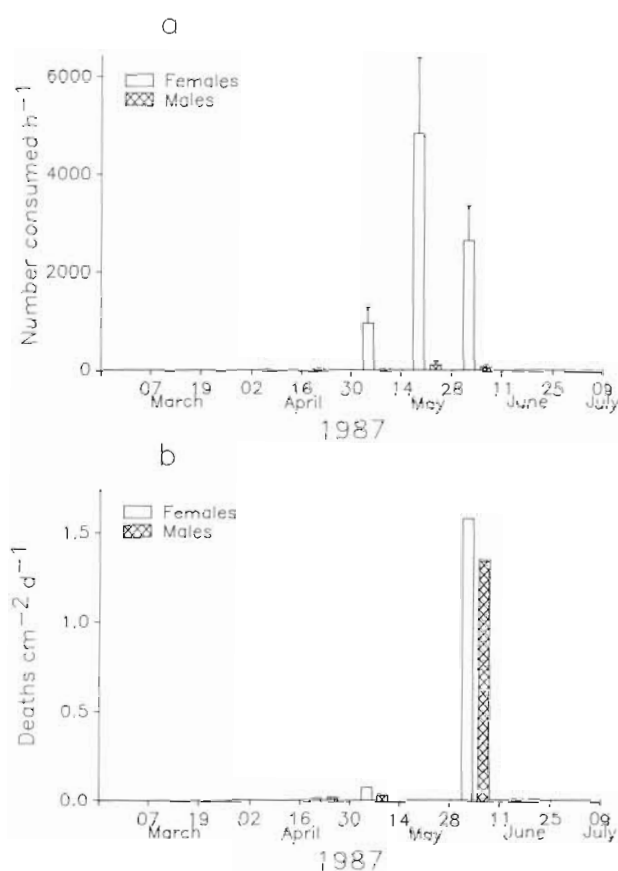 a
Number consumed h⁻¹
6000
4000
2000
0
Females
Males
07 19 02 16 30 14 28 11 25 09
March April May June July
1987
b
Deaths cm⁻² d⁻¹
1.5
1.0
0.5
0.0
Females
Males
07 19 02 16 30 14 28 11 25 09
March April May June July
1987